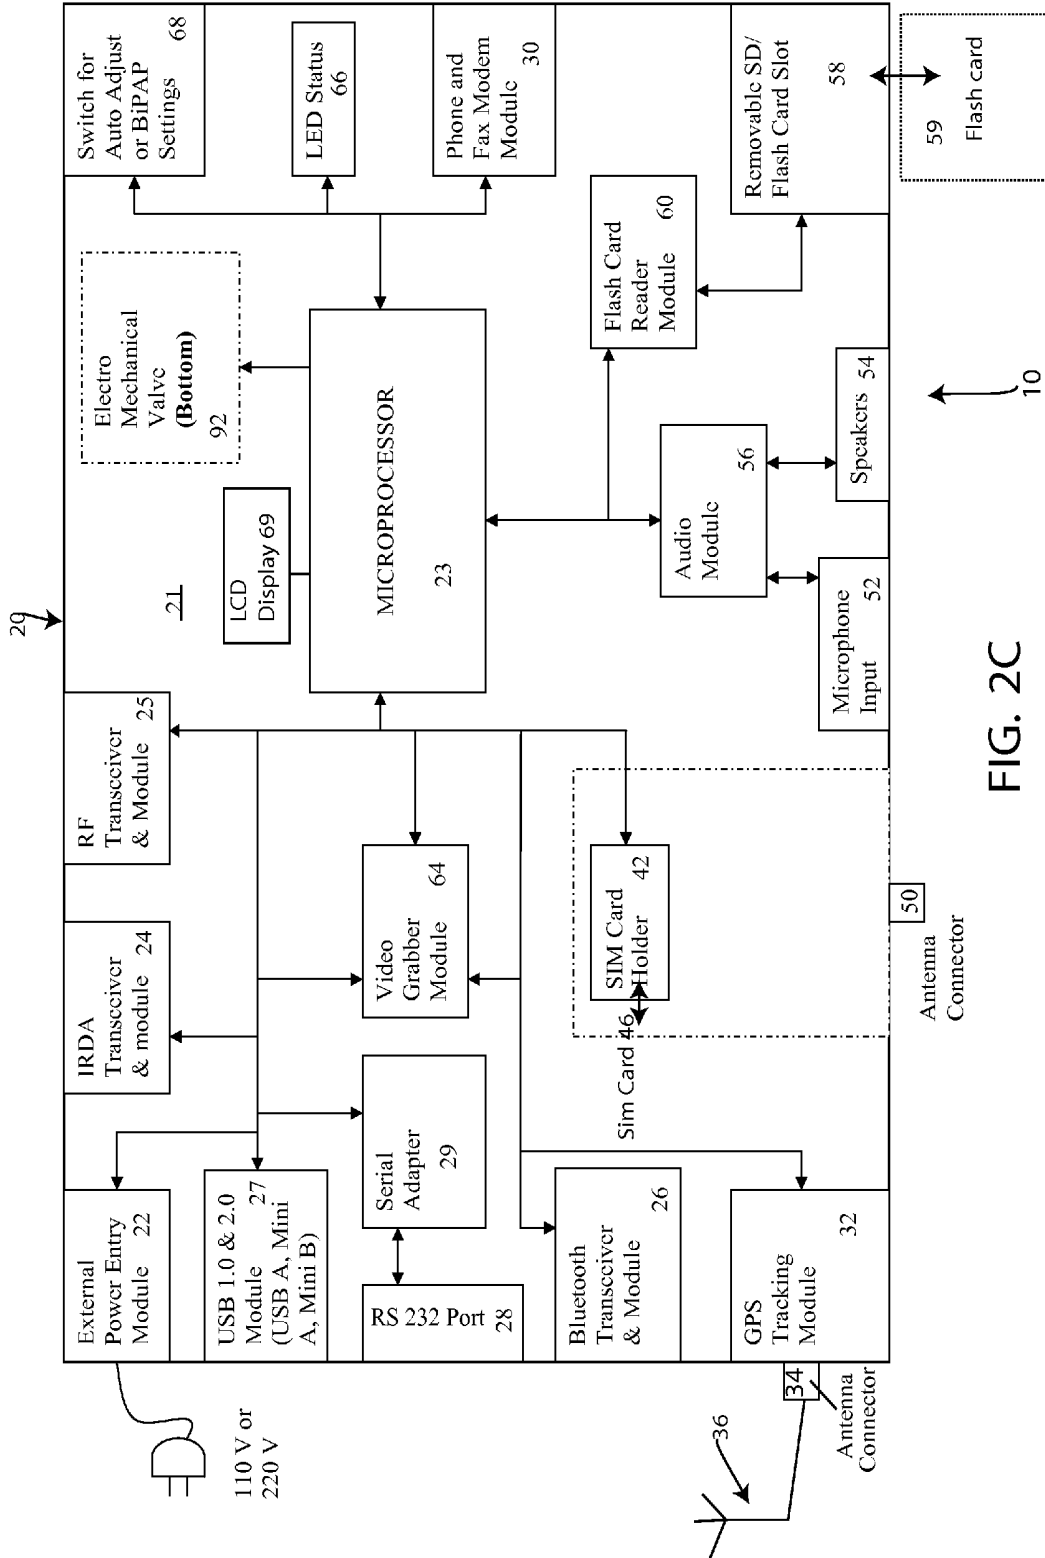 20
External
Power Entry
Module 22
IRDA
Transceiver
& module 24
RF
Transceiver
& Module 25
21
Switch for
Auto Adjust
or BiPAP
Settings
68
110 V or
220 V
USB 1.0 & 2.0
Module 27
(USB A, Mini
A, Mini B)
LCD
Display 69
Electro
Mechanical
Valve
(Bottom)
92
LED Status
66
RS 232 Port
28
Serial
Adapter
29
Video
Grabber
Module
64
MICROPROCESSOR
23
Phone and
Fax Modem
Module
30
Bluetooth
Transceiver
& Module
26
Sim Card 46
SIM Card
Holder
42
Flash Card
Reader
Module
60
Audio
Module
56
36
34
Antenna
Connector
GPS
Tracking
Module
32
Microphone
Input
52
Speakers
54
Removable SD/
Flash Card Slot
58
50
Antenna
Connector
59
Flash card
10
FIG. 2C